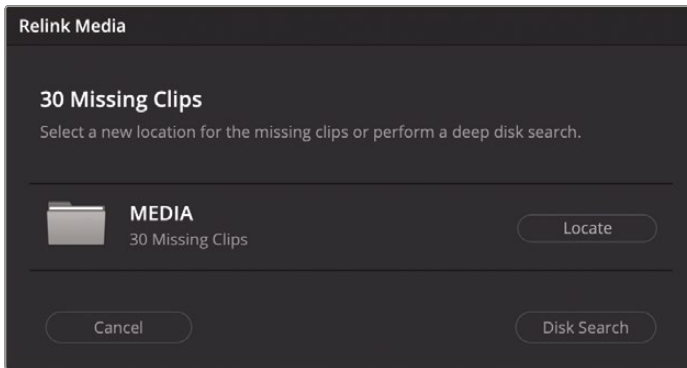 Relink Media
30 Missing Clips
Select a new location for the missing clips or perform a deep disk search.
MEDIA
30 Missing Clips
Locate
Cancel
Disk Search